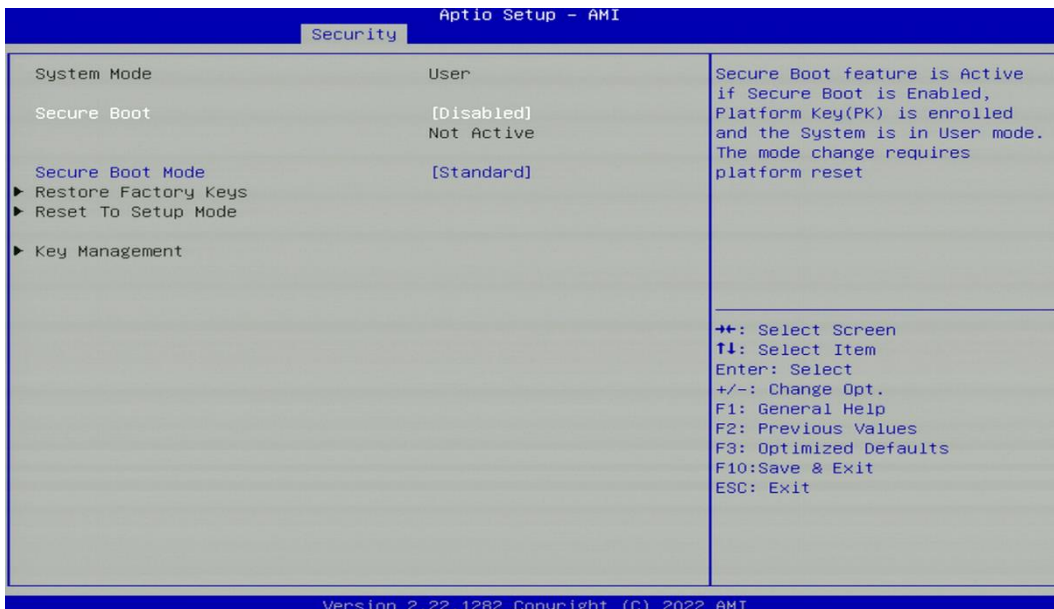 Aptio Setup - AMI
Security
System Mode User
Secure Boot [Disabled]
Not Active
Secure Boot Mode [Standard]
▶ Restore Factory Keys
▶ Reset To Setup Mode
▶ Key Management
Secure Boot feature is Active
if Secure Boot is Enabled,
Platform Key(PK) is enrolled
and the System is in User mode.
The mode change requires
platform reset
→←: Select Screen
↑↓: Select Item
Enter: Select
+/-: Change Opt.
F1: General Help
F2: Previous Values
F3: Optimized Defaults
F10:Save & Exit
ESC: Exit
Version 2.22.1282 Copyright (C) 2022 AMI